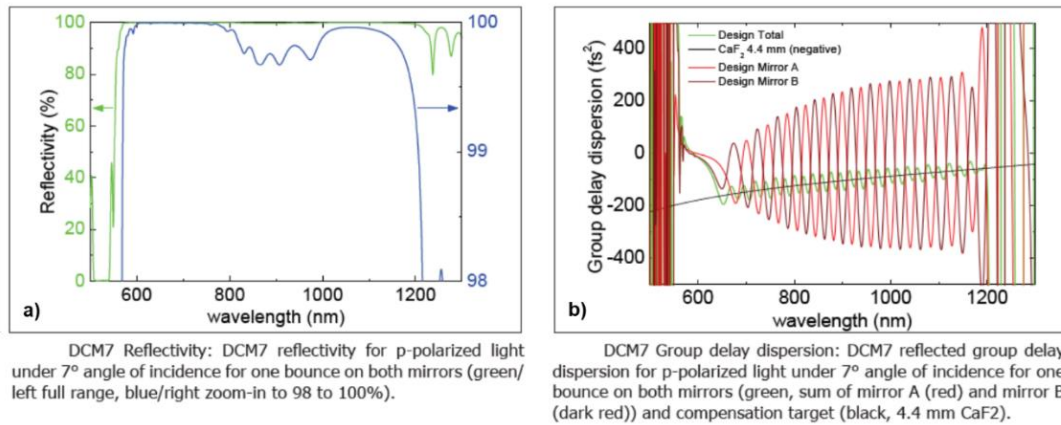 100
80
60
40
20
0
Reflectivity (%)
100
99
98
600
800
1000
1200
wavelength (nm)
a)
DCM7 Reflectivity: DCM7 reflectivity for p-polarized light
under 7° angle of incidence for one bounce on both mirrors (green/
left full range, blue/right zoom-in to 98 to 100%).
400
200
0
-200
-400
Group delay dispersion (fs²)
Design Total
CaF₂ 4.4 mm (negative)
Design Mirror A
Design Mirror B
600
800
1000
1200
wavelength (nm)
b)
DCM7 Group delay dispersion: DCM7 reflected group delay
dispersion for p-polarized light under 7° angle of incidence for one
bounce on both mirrors (green, sum of mirror A (red) and mirror B
(dark red)) and compensation target (black, 4.4 mm CaF2).